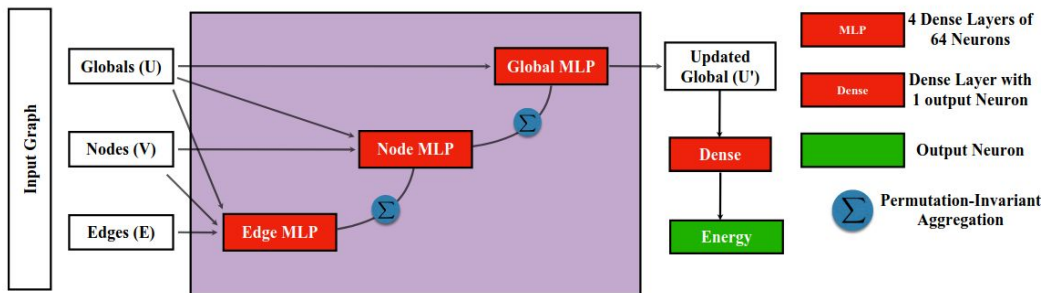 Input Graph
Globals (U)
Nodes (V)
Edges (E)
Global MLP
Σ
Node MLP
Σ
Edge MLP
Updated
Global (U')
Dense
Energy
MLP
4 Dense Layers of
64 Neurons
Dense
Dense Layer with
1 output Neuron
Output Neuron
Σ
Permutation-Invariant
Aggregation